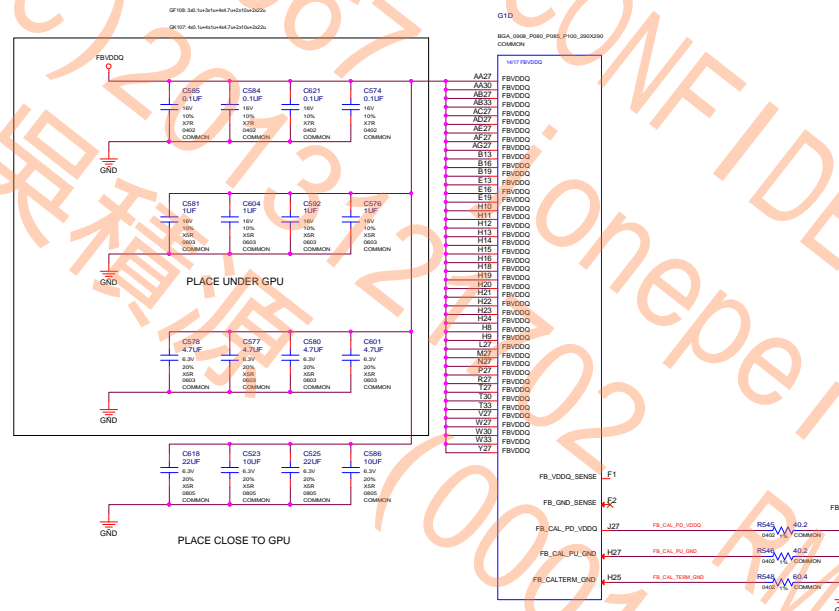 GF108: 3x0.1u+3x1u+4x4.7u+2x10u+2x22u
GK107: 4x0.1u+4x1u+4x4.7u+2x10u+2x22u
FBVDDQ
C585 C584 C621 C574
0.1UF 0.1UF 0.1UF 0.1UF
16V 16V 16V 16V
10% 10% 10% 10%
X7R X7R X7R X7R
0402 0402 0402 0402
COMMON COMMON COMMON COMMON
GND
C581 C604 C592 C576
1UF 1UF 1UF 1UF
16V 16V 16V 16V
10% 10% 10% 10%
X5R X5R X5R X5R
0603 0603 0603 0603
COMMON COMMON COMMON COMMON
GND
PLACE UNDER GPU
C578 C577 C580 C601
4.7UF 4.7UF 4.7UF 4.7UF
6.3V 6.3V 6.3V 6.3V
20% 20% 20% 20%
X5R X5R X5R X5R
0603 0603 0603 0603
COMMON COMMON COMMON COMMON
GND
C618 C523 C525 C586
22UF 10UF 22UF 10UF
6.3V 6.3V 6.3V 6.3V
20% 20% 20% 20%
X5R X5R X5R X5R
0805 0805 0805 0805
COMMON COMMON COMMON COMMON
GND
PLACE CLOSE TO GPU
G1D
BGA_0908_P080_P085_P100_290X290
COMMON
14/17 FBVDDQ
AA27 FBVDDQ
AA30 FBVDDQ
AB27 FBVDDQ
AB33 FBVDDQ
AC27 FBVDDQ
AD27 FBVDDQ
AE27 FBVDDQ
AF27 FBVDDQ
AG27 FBVDDQ
B13 FBVDDQ
B16 FBVDDQ
B19 FBVDDQ
E13 FBVDDQ
E16 FBVDDQ
E19 FBVDDQ
H10 FBVDDQ
H11 FBVDDQ
H12 FBVDDQ
H13 FBVDDQ
H14 FBVDDQ
H15 FBVDDQ
H16 FBVDDQ
H18 FBVDDQ
H19 FBVDDQ
H20 FBVDDQ
H21 FBVDDQ
H22 FBVDDQ
H23 FBVDDQ
H24 FBVDDQ
H8 FBVDDQ
H9 FBVDDQ
L27 FBVDDQ
M27 FBVDDQ
N27 FBVDDQ
P27 FBVDDQ
R27 FBVDDQ
T27 FBVDDQ
T30 FBVDDQ
T33 FBVDDQ
V27 FBVDDQ
W27 FBVDDQ
W30 FBVDDQ
W33 FBVDDQ
Y27 FBVDDQ
FB_VDDQ_SENSE F1
FB_GND_SENSE F2
FB
FB_CAL_PD_VDDQ J27 FB_CAL_PD_VDDQ R545 40.2
0402 1% COMMON
FB_CAL_PU_GND H27 FB_CAL_PU_GND R546 40.2
0402 1% COMMON
FB_CALTERM_GND H25 FB_CAL_TERM_GND R548 60.4
0402 1% COMMON
吳積源